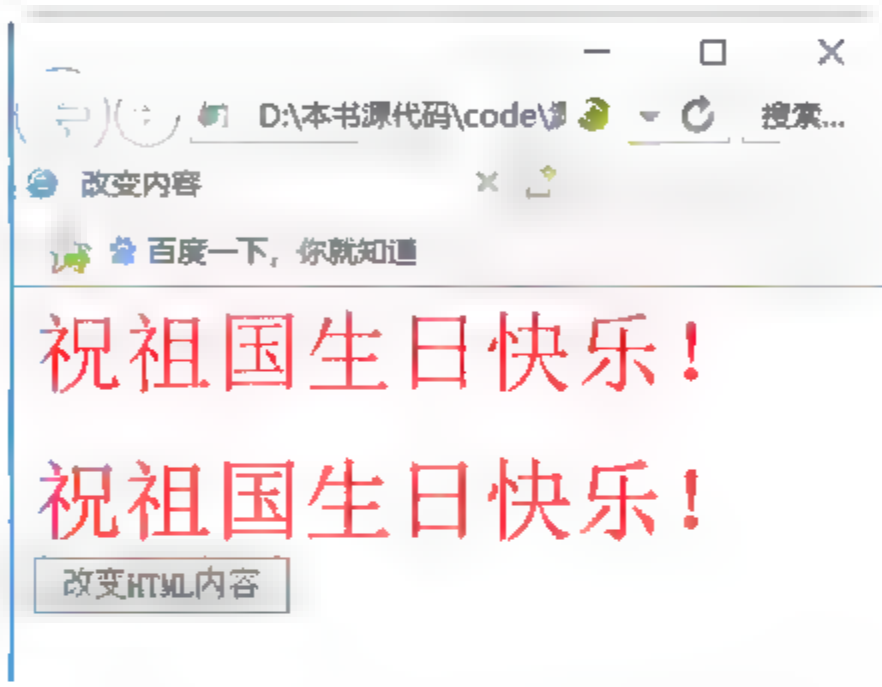 D:\本书源代码\code\ 搜索...
改变内容
百度一下，你就知道
祝祖国生日快乐！
祝祖国生日快乐！
改变HTML内容